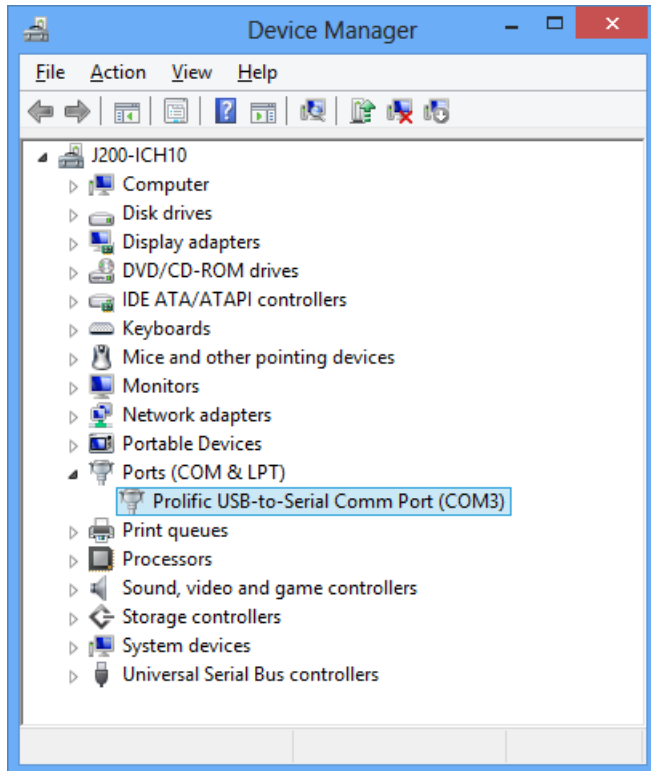 Device Manager
File Action View Help
J200-ICH10
Computer
Disk drives
Display adapters
DVD/CD-ROM drives
IDE ATA/ATAPI controllers
Keyboards
Mice and other pointing devices
Monitors
Network adapters
Portable Devices
Ports (COM & LPT)
Prolific USB-to-Serial Comm Port (COM3)
Print queues
Processors
Sound, video and game controllers
Storage controllers
System devices
Universal Serial Bus controllers